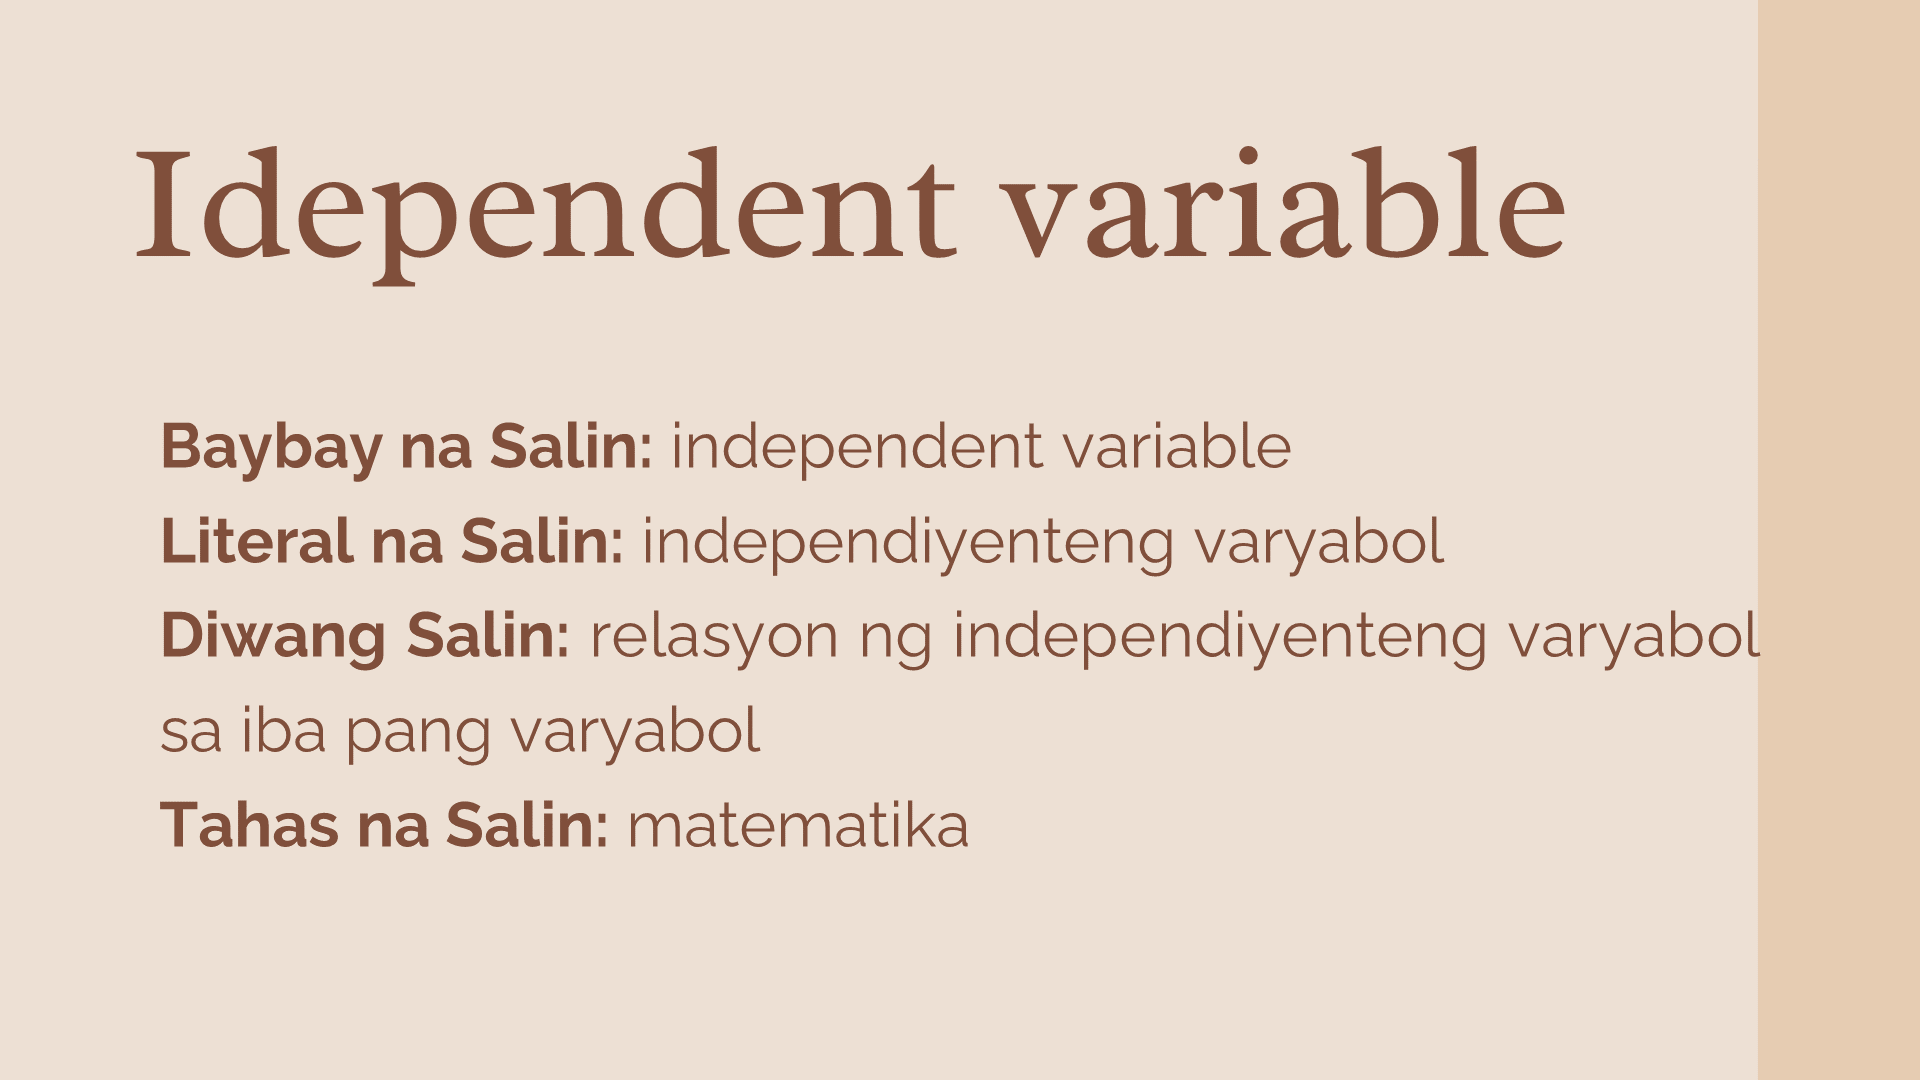 Idependent variable
Baybay na Salin: independent variable
Literal na Salin: independiyenteng varyabol
Diwang Salin: relasyon ng independiyenteng varyabol
sa iba pang varyabol
Tahas na Salin: matematika